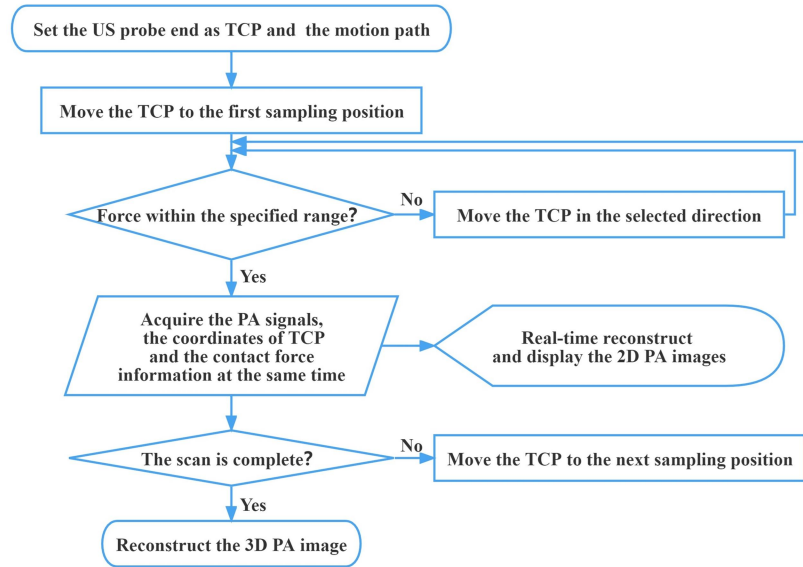 Set the US probe end as TCP and the motion path
Move the TCP to the first sampling position
Force within the specified range?
No
Move the TCP in the selected direction
Yes
Acquire the PA signals,
the coordinates of TCP
and the contact force
information at the same time
Real-time reconstruct
and display the 2D PA images
The scan is complete?
No
Move the TCP to the next sampling position
Yes
Reconstruct the 3D PA image